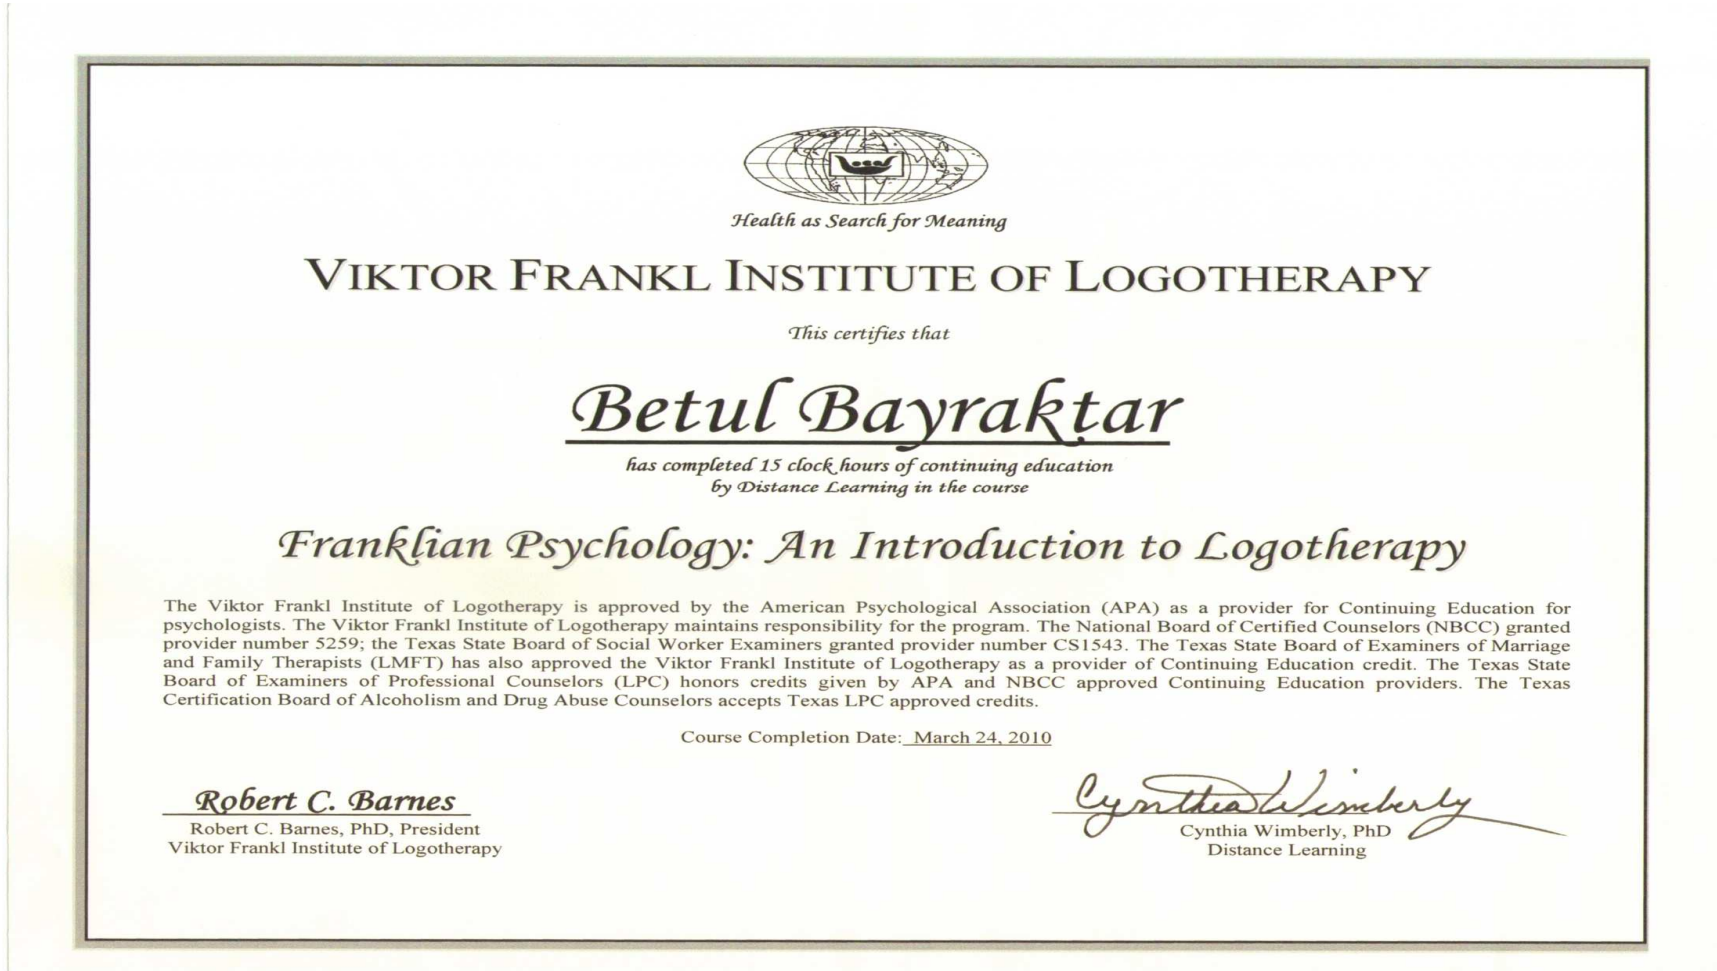 Health as Search for Meaning
VIKTOR FRANKL INSTITUTE OF LOGOTHERAPY
This certifies that
Betul Bayraktar
has completed 15 clock hours of continuing education
by Distance Learning in the course
Franklian Psychology: An Introduction to Logotherapy
The Viktor Frankl Institute of Logotherapy is approved by the American Psychological Association (APA) as a provider for Continuing Education for
psychologists. The Viktor Frankl Institute of Logotherapy maintains responsibility for the program. The National Board of Certified Counselors (NBCC) granted
provider number 5259; the Texas State Board of Social Worker Examiners granted provider number CS1543. The Texas State Board of Examiners of Marriage
and Family Therapists (LMFT) has also approved the Viktor Frankl Institute of Logotherapy as a provider of Continuing Education credit. The Texas State
Board of Examiners of Professional Counselors (LPC) honors credits given by APA and NBCC approved Continuing Education providers. The Texas
Certification Board of Alcoholism and Drug Abuse Counselors accepts Texas LPC approved credits.
Course Completion Date: March 24, 2010
Robert C. Barnes
Robert C. Barnes, PhD, President
Viktor Frankl Institute of Logotherapy
Cynthia Wimberly
Cynthia Wimberly, PhD
Distance Learning